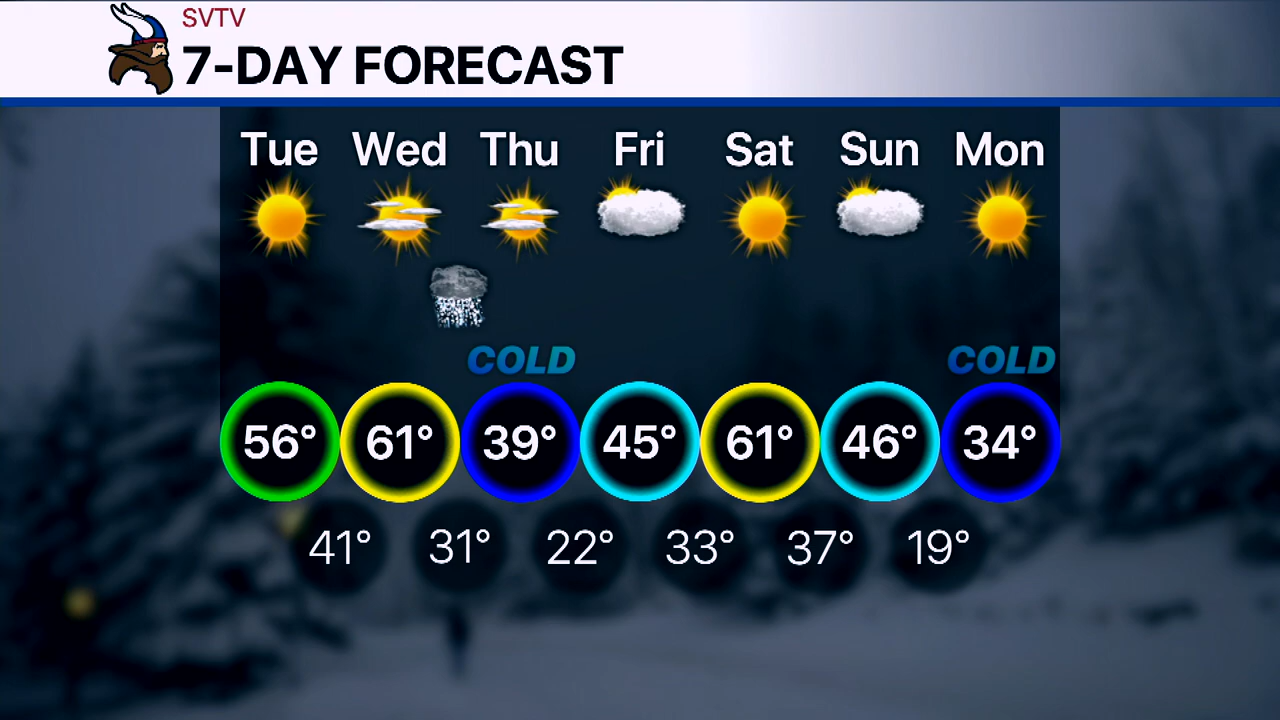 SVTV
7-DAY FORECAST
Tue Wed Thu Fri Sat Sun Mon
COLD COLD
56° 61° 39° 45° 61° 46° 34°
41° 31° 22° 33° 37° 19°